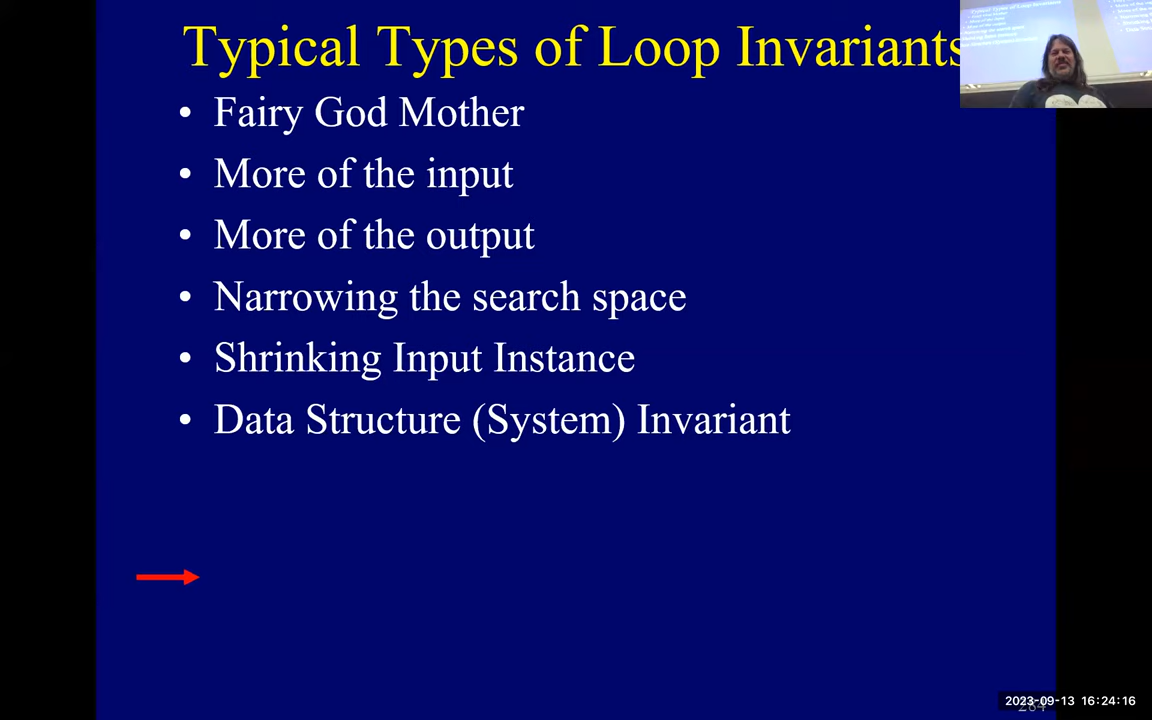 Typical Types of Loop Invariants
• Fairy God Mother
• More of the input
• More of the output
• Narrowing the search space
• Shrinking Input Instance
• Data Structure (System) Invariant
2023-09-13 16:24:16